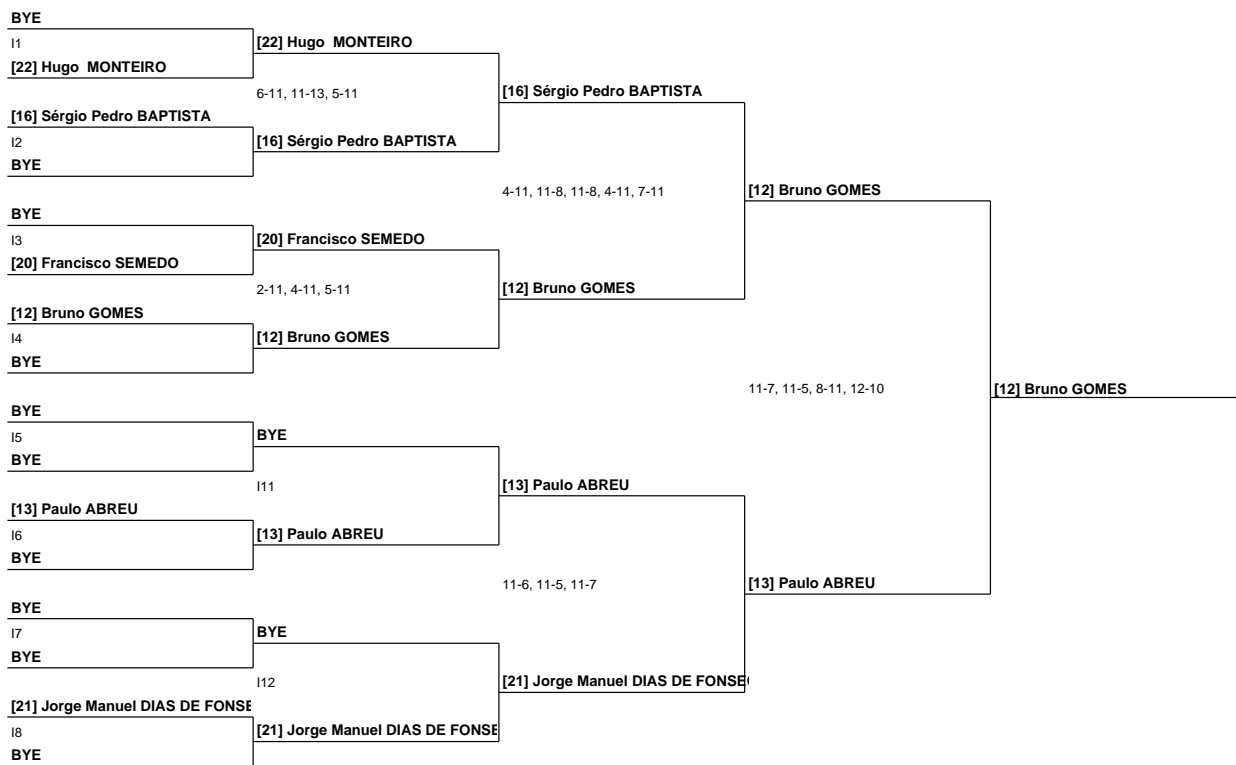 BYE
I1
[22] Hugo  MONTEIRO
[22] Hugo  MONTEIRO
6-11, 11-13, 5-11
[16] Sérgio Pedro BAPTISTA
[16] Sérgio Pedro BAPTISTA
I2
[16] Sérgio Pedro BAPTISTA
BYE
4-11, 11-8, 11-8, 4-11, 7-11
[12] Bruno GOMES
BYE
I3
[20] Francisco SEMEDO
[20] Francisco SEMEDO
2-11, 4-11, 5-11
[12] Bruno GOMES
[12] Bruno GOMES
I4
[12] Bruno GOMES
BYE
11-7, 11-5, 8-11, 12-10
[12] Bruno GOMES
BYE
I5
BYE
BYE
I11
[13] Paulo ABREU
[13] Paulo ABREU
I6
[13] Paulo ABREU
BYE
11-6, 11-5, 11-7
[13] Paulo ABREU
BYE
I7
BYE
BYE
I12
[21] Jorge Manuel DIAS DE FONSE
[21] Jorge Manuel DIAS DE FONSE
I8
[21] Jorge Manuel DIAS DE FONSE
BYE